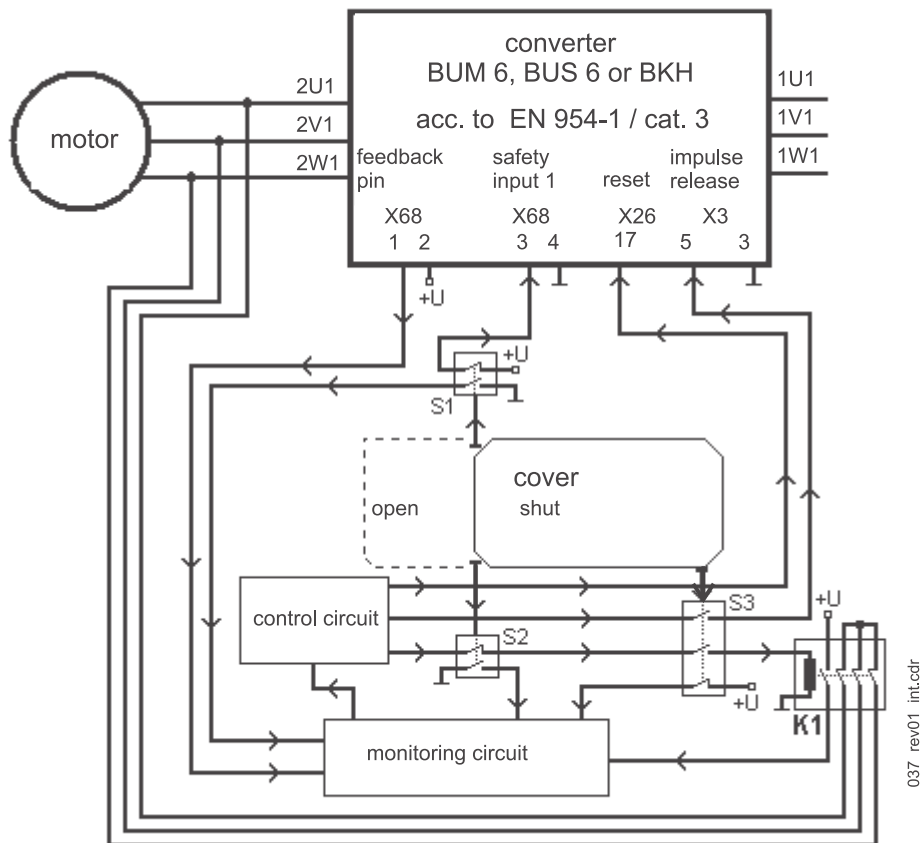 converter
BUM 6, BUS 6 or BKH
acc. to EN 954-1 / cat. 3
motor
2U1
2V1
2W1
1U1
1V1
1W1
feedback
pin
safety
input 1
reset
impulse
release
X68
X68
X26
X3
1
2
3
4
17
5
3
+U
+U
S1
cover
open
shut
control circuit
S2
S3
+U
+U
K1
monitoring circuit
037_rev01_int.cdr